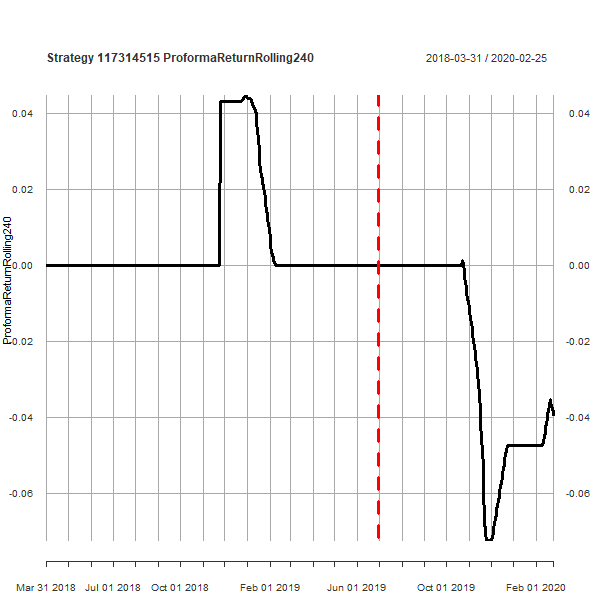 Strategy 117314515 ProformaReturnRolling240 2018-03-31 / 2020-02-25
0.04 0.04
0.02 0.02
0.00 0.00
-0.02 -0.02
-0.04 -0.04
-0.06 -0.06
ProformaReturnRolling240
Mar 31 2018 Jul 01 2018 Oct 01 2018 Feb 01 2019 Jun 01 2019 Oct 01 2019 Feb 01 2020